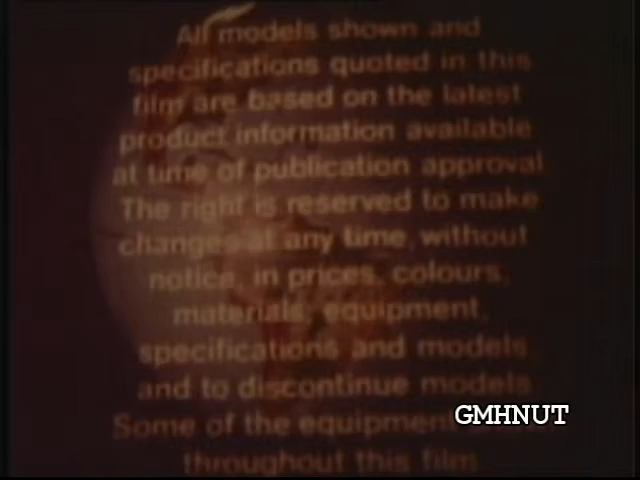 All models shown and
specifications quoted in this
film are based on the latest
product information available
at time of publication approval.
The right is reserved to make
changes at any time, without
notice, in prices, colours,
materials, equipment,
specifications and models,
and to discontinue models.
Some of the equipment
GMHNUT
throughout this film